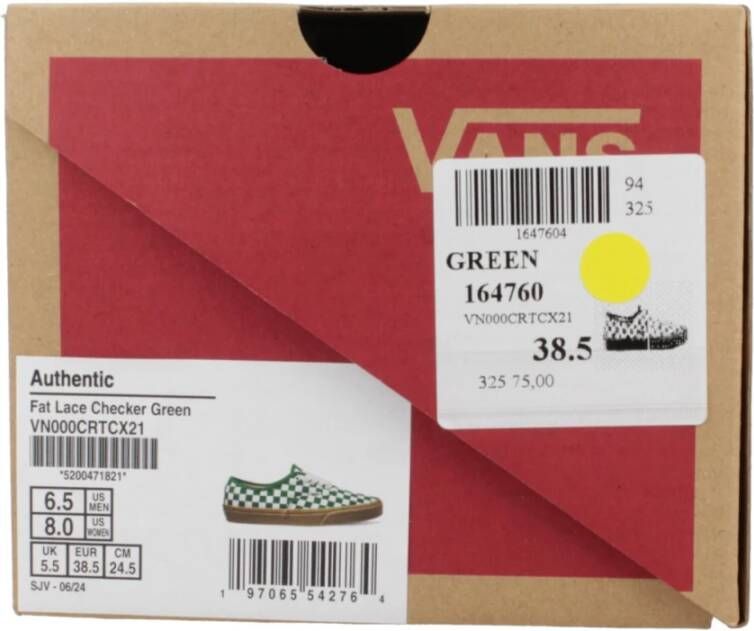 VANS
94
325
1647604
GREEN
164760
VN000CRTCX21
38.5
325 75,00
Authentic
Fat Lace Checker Green
VN000CRTCX21
*5200471821*
6.5 US MEN
8.0 US WOMEN
UK EUR CM
5.5 38.5 24.5
SJV - 06/24
1 97065 54276 4